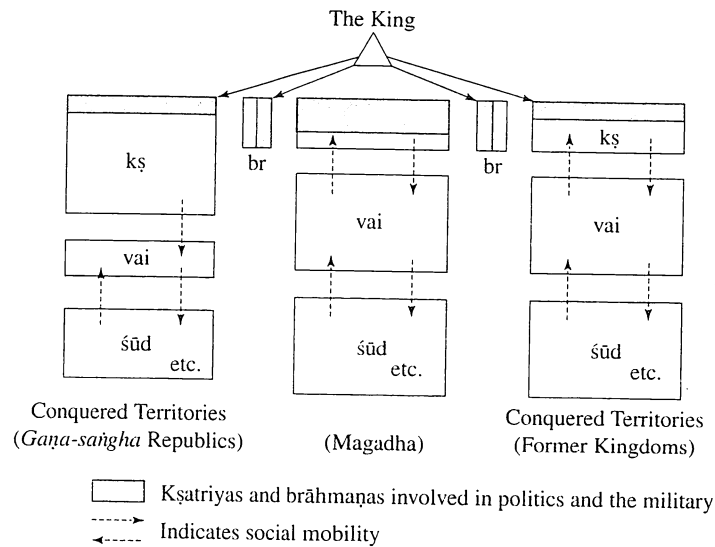 The King
kṣ
br
br
kṣ
vai
vai
vai
śūd
etc.
śūd
etc.
śūd
etc.
Conquered Territories
(Gaṇa-saṅgha Republics)
(Magadha)
Conquered Territories
(Former Kingdoms)
Kṣatriyas and brāhmaṇas involved in politics and the military
Indicates social mobility